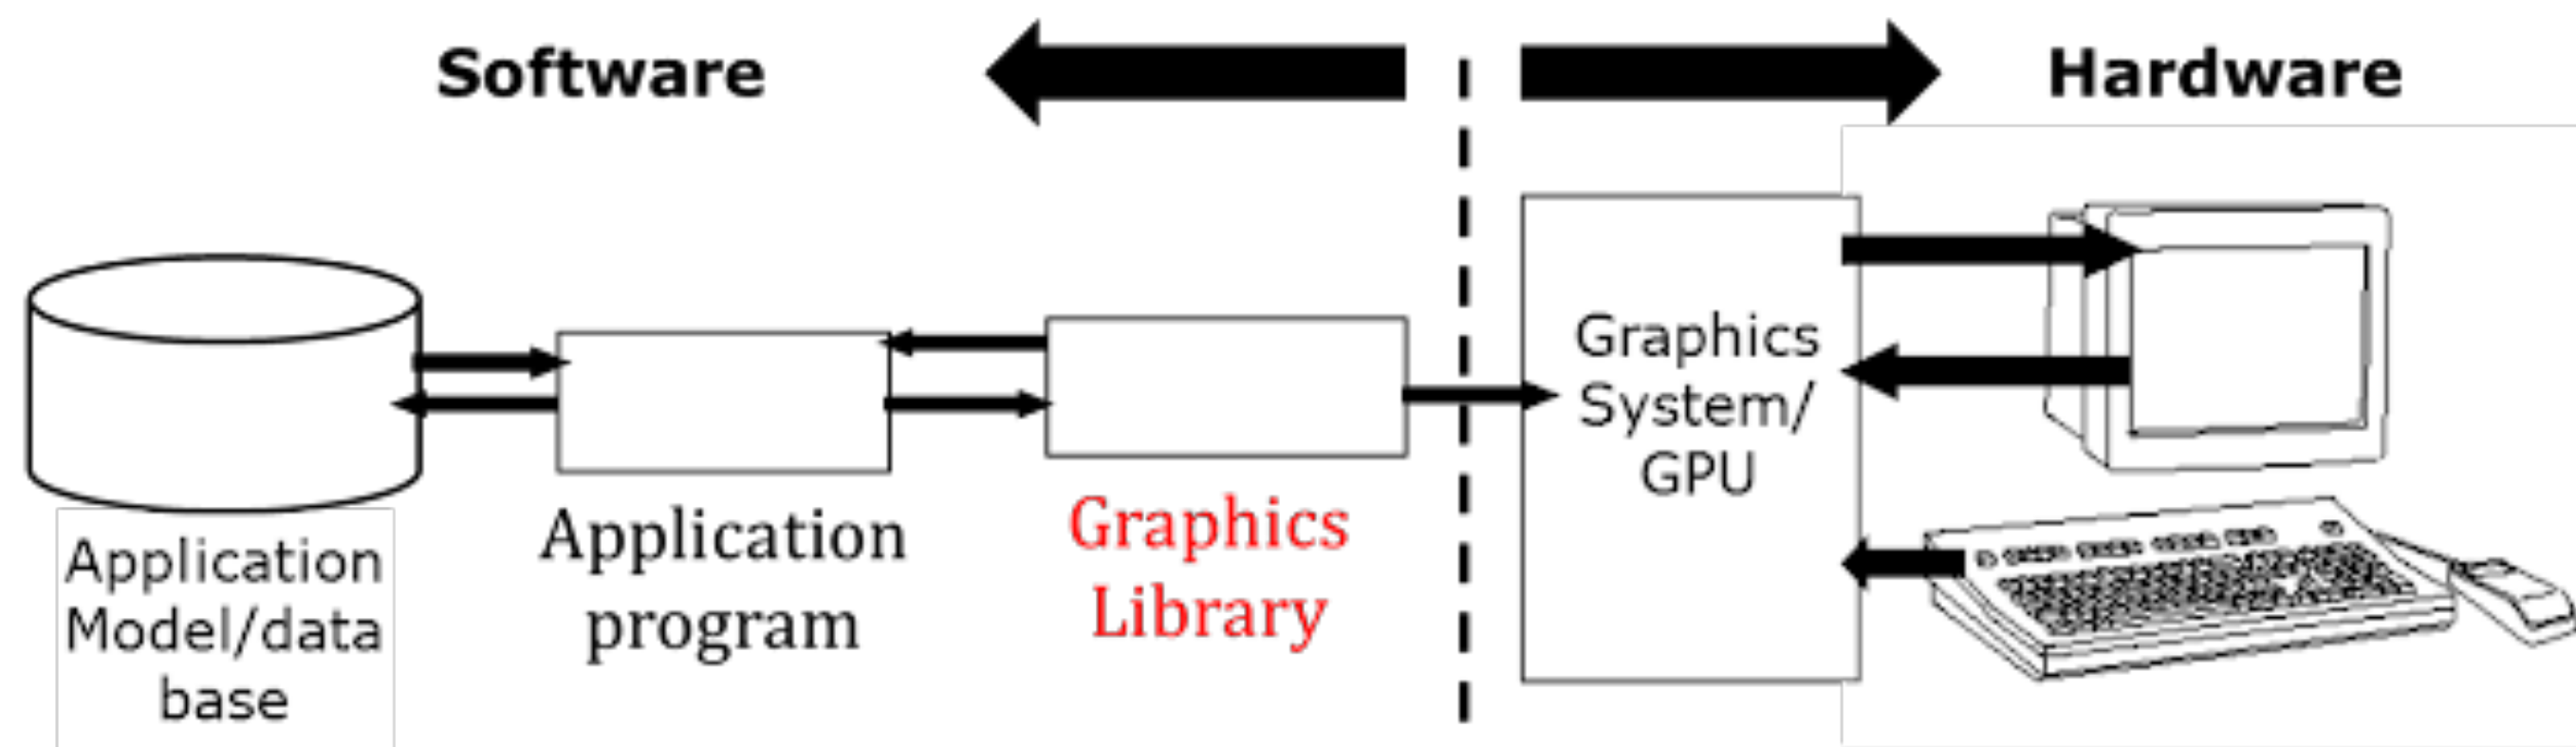 Software
Hardware
Application
Model/data
base
Application
program
Graphics
Library
Graphics
System/
GPU